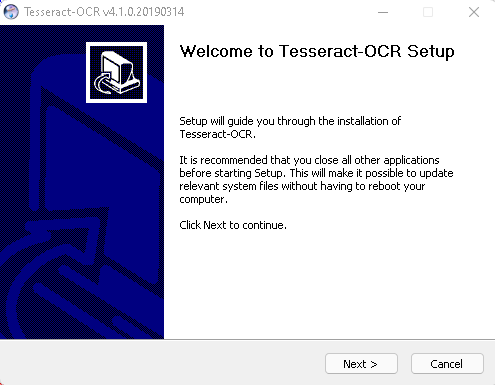 Tesseract-OCR v4.1.0.20190314
Welcome to Tesseract-OCR Setup
Setup will guide you through the installation of
Tesseract-OCR.
It is recommended that you close all other applications
before starting Setup. This will make it possible to update
relevant system files without having to reboot your
computer.
Click Next to continue.
Next >
Cancel